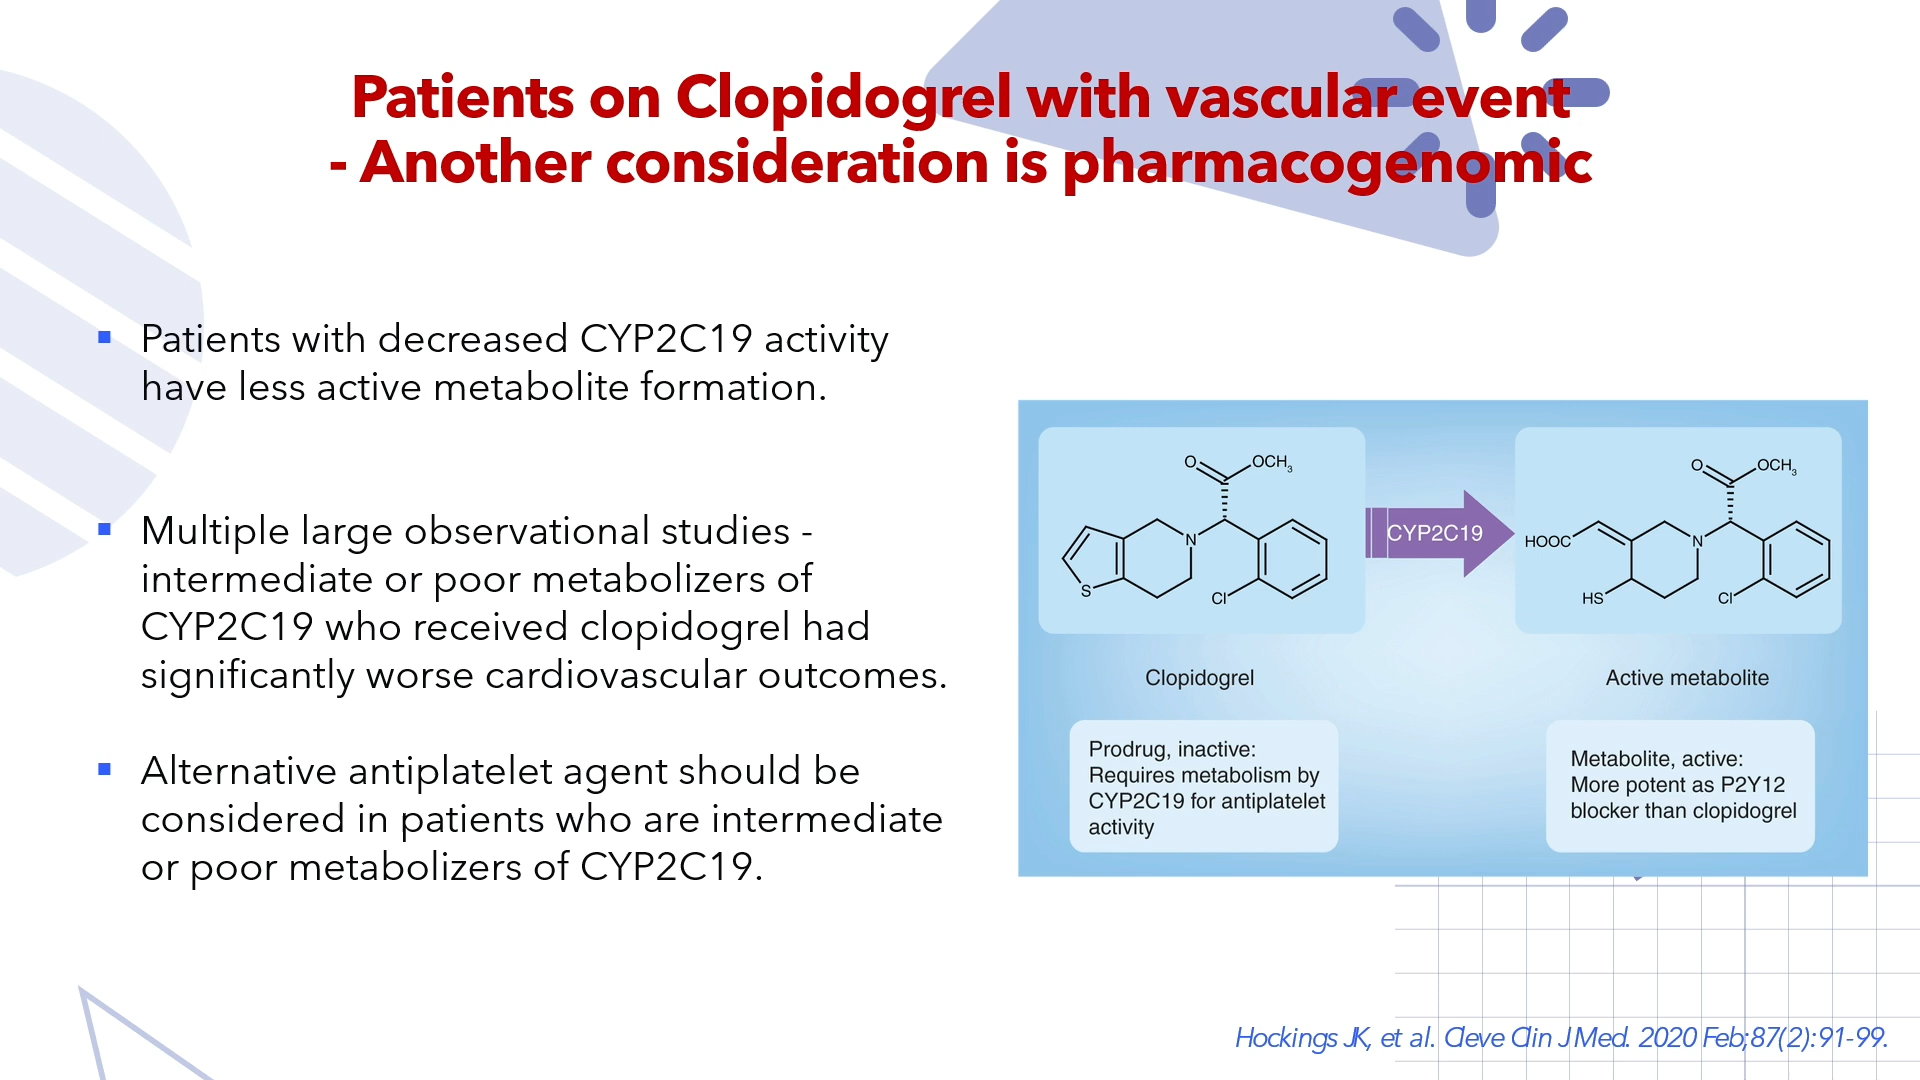 Patients on Clopidogrel with vascular event
- Another consideration is pharmacogenomic
▪ Patients with decreased CYP2C19 activity
have less active metabolite formation.
▪ Multiple large observational studies -
intermediate or poor metabolizers of
CYP2C19 who received clopidogrel had
significantly worse cardiovascular outcomes.
▪ Alternative antiplatelet agent should be
considered in patients who are intermediate
or poor metabolizers of CYP2C19.
O
OCH₃
N
S
Cl
CYP2C19
O
OCH₃
HOOC
N
HS
Cl
Clopidogrel
Active metabolite
Prodrug, inactive:
Requires metabolism by
CYP2C19 for antiplatelet
activity
Metabolite, active:
More potent as P2Y12
blocker than clopidogrel
Hockings JK, et al. Cleve Clin J Med. 2020 Feb;87(2):91-99.